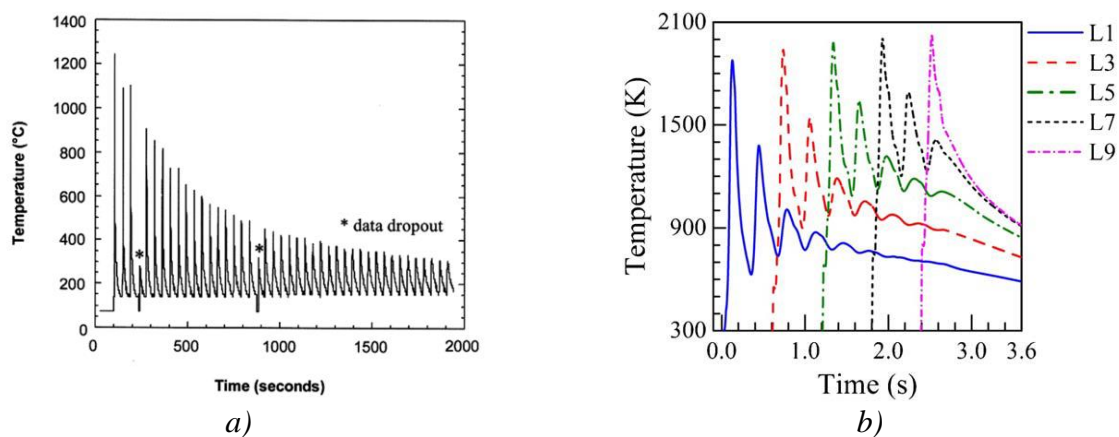 1400
1200
1000
800
600
400
200
0
Temperature (°C)
* data dropout
*
*
0
500
1000
1500
2000
Time (seconds)
a)
2100
1500
900
300
Temperature (K)
0.0
1.0
2.0
3.0
3.6
Time (s)
L1
L3
L5
L7
L9
b)